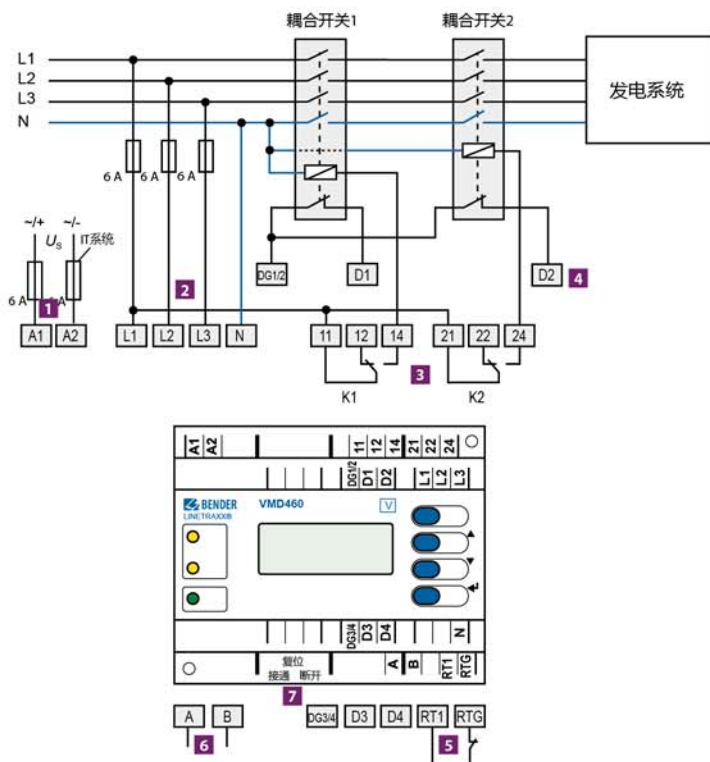 耦合开关1 耦合开关2
L1
L2
L3
N
发电系统
6 A 6 A 6 A
~/+ ~/-
US IT系统
DG1/2 D1 D2 4
2
6 A 1
A1 A2 L1 L2 L3 N 11 12 14 21 22 24
3
K1 K2
A1 A2 11 12 14 21 22 24
DG1/2 D1 D2 L1 L2 L3
BENDER VMD460 V
LINETRAXX®
DG3/4 D3 D4 N
复位
接通 断开
A B RT1 RTG
7
A B DG3/4 D3 D4 RT1 RTG
6 5